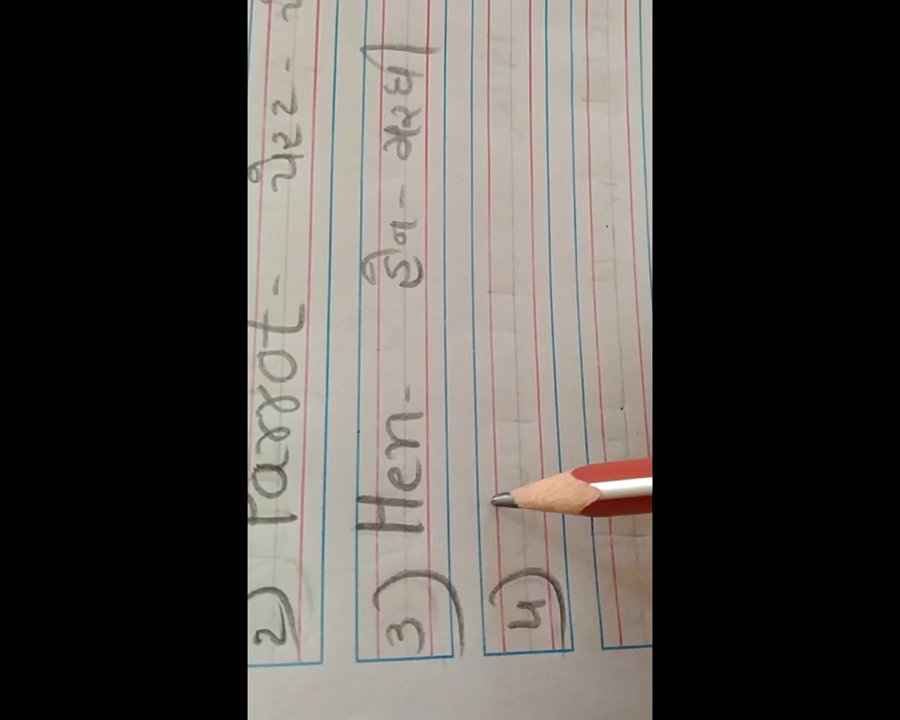 2) Parrot - પેરટ -
3) Hen - હેન - મરઘી
4)